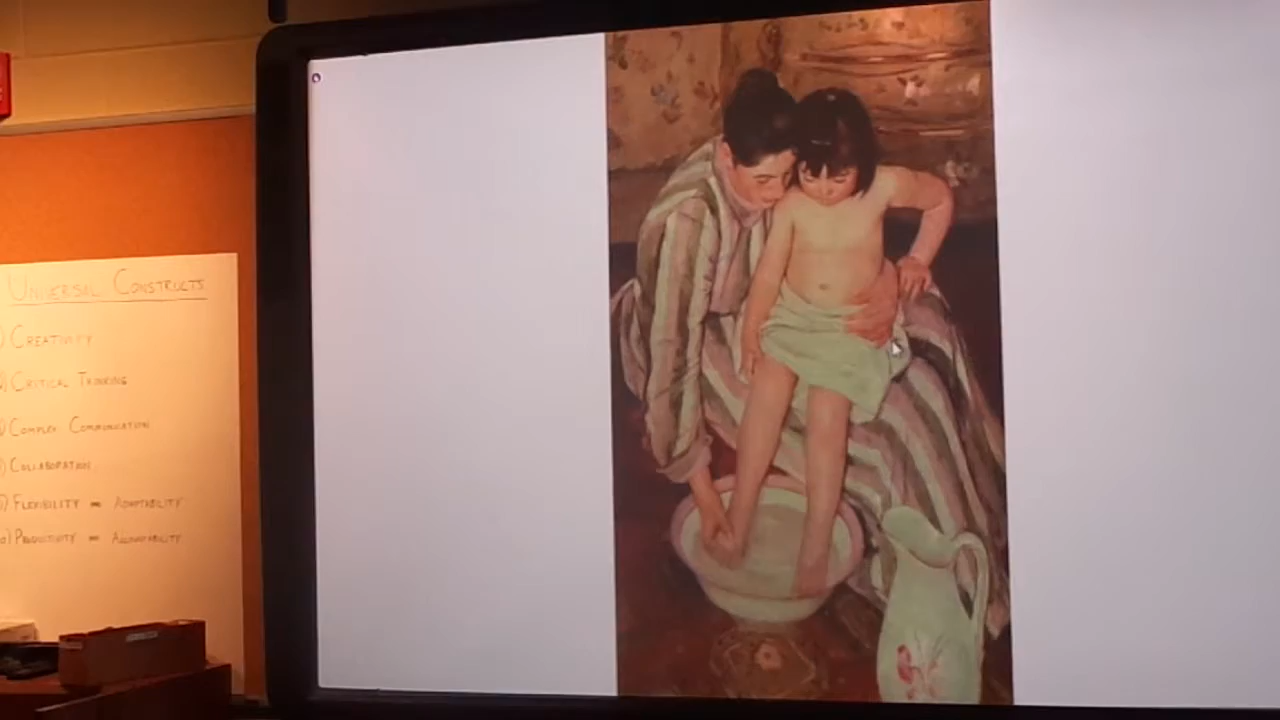 Universal Constructs
) Creativity
) Critical Thinking
) Complex Communication
) Collaboration
) Flexibility Adaptability
) Productivity Accountability